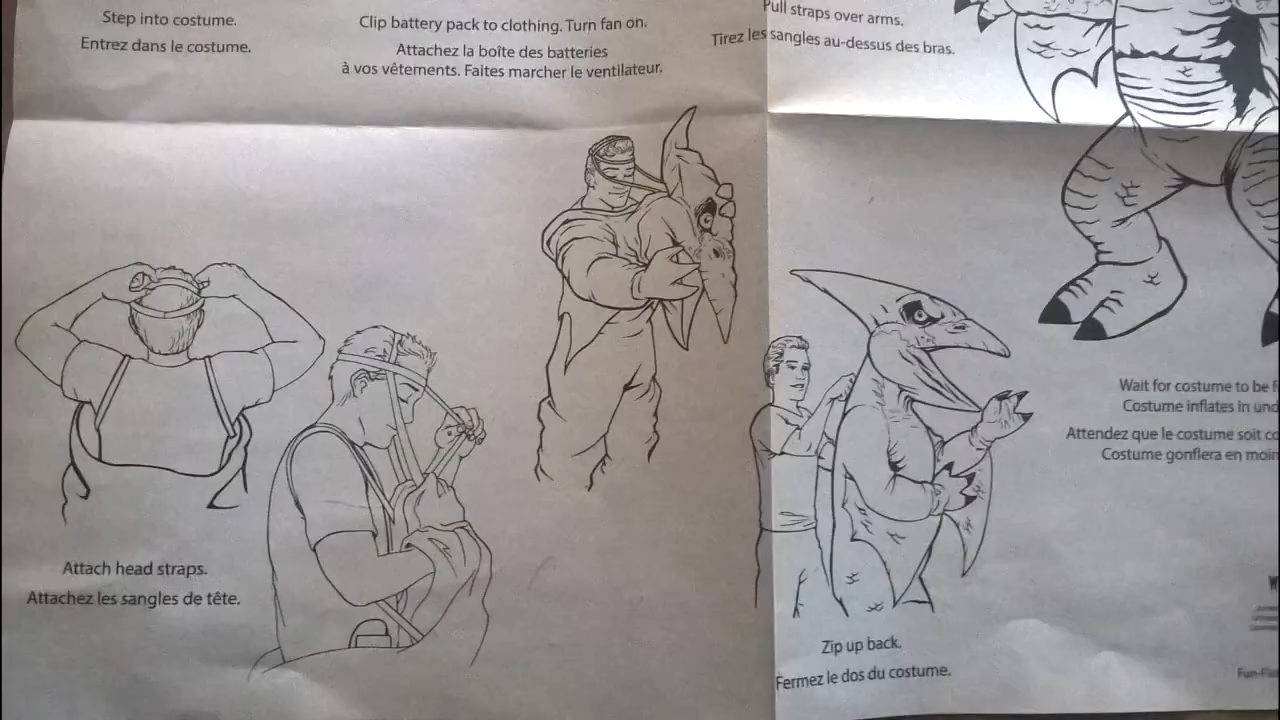 Step into costume.
Entrez dans le costume.
Clip battery pack to clothing. Turn fan on.
Attachez la boîte des batteries
à vos vêtements. Faites marcher le ventilateur.
Pull straps over arms.
Tirez les sangles au-dessus des bras.
Attach head straps.
Attachez les sangles de tête.
Zip up back.
Fermez le dos du costume.
Wait for costume to be
Costume inflates in
Attendez que le costume soit
Costume gonflera en